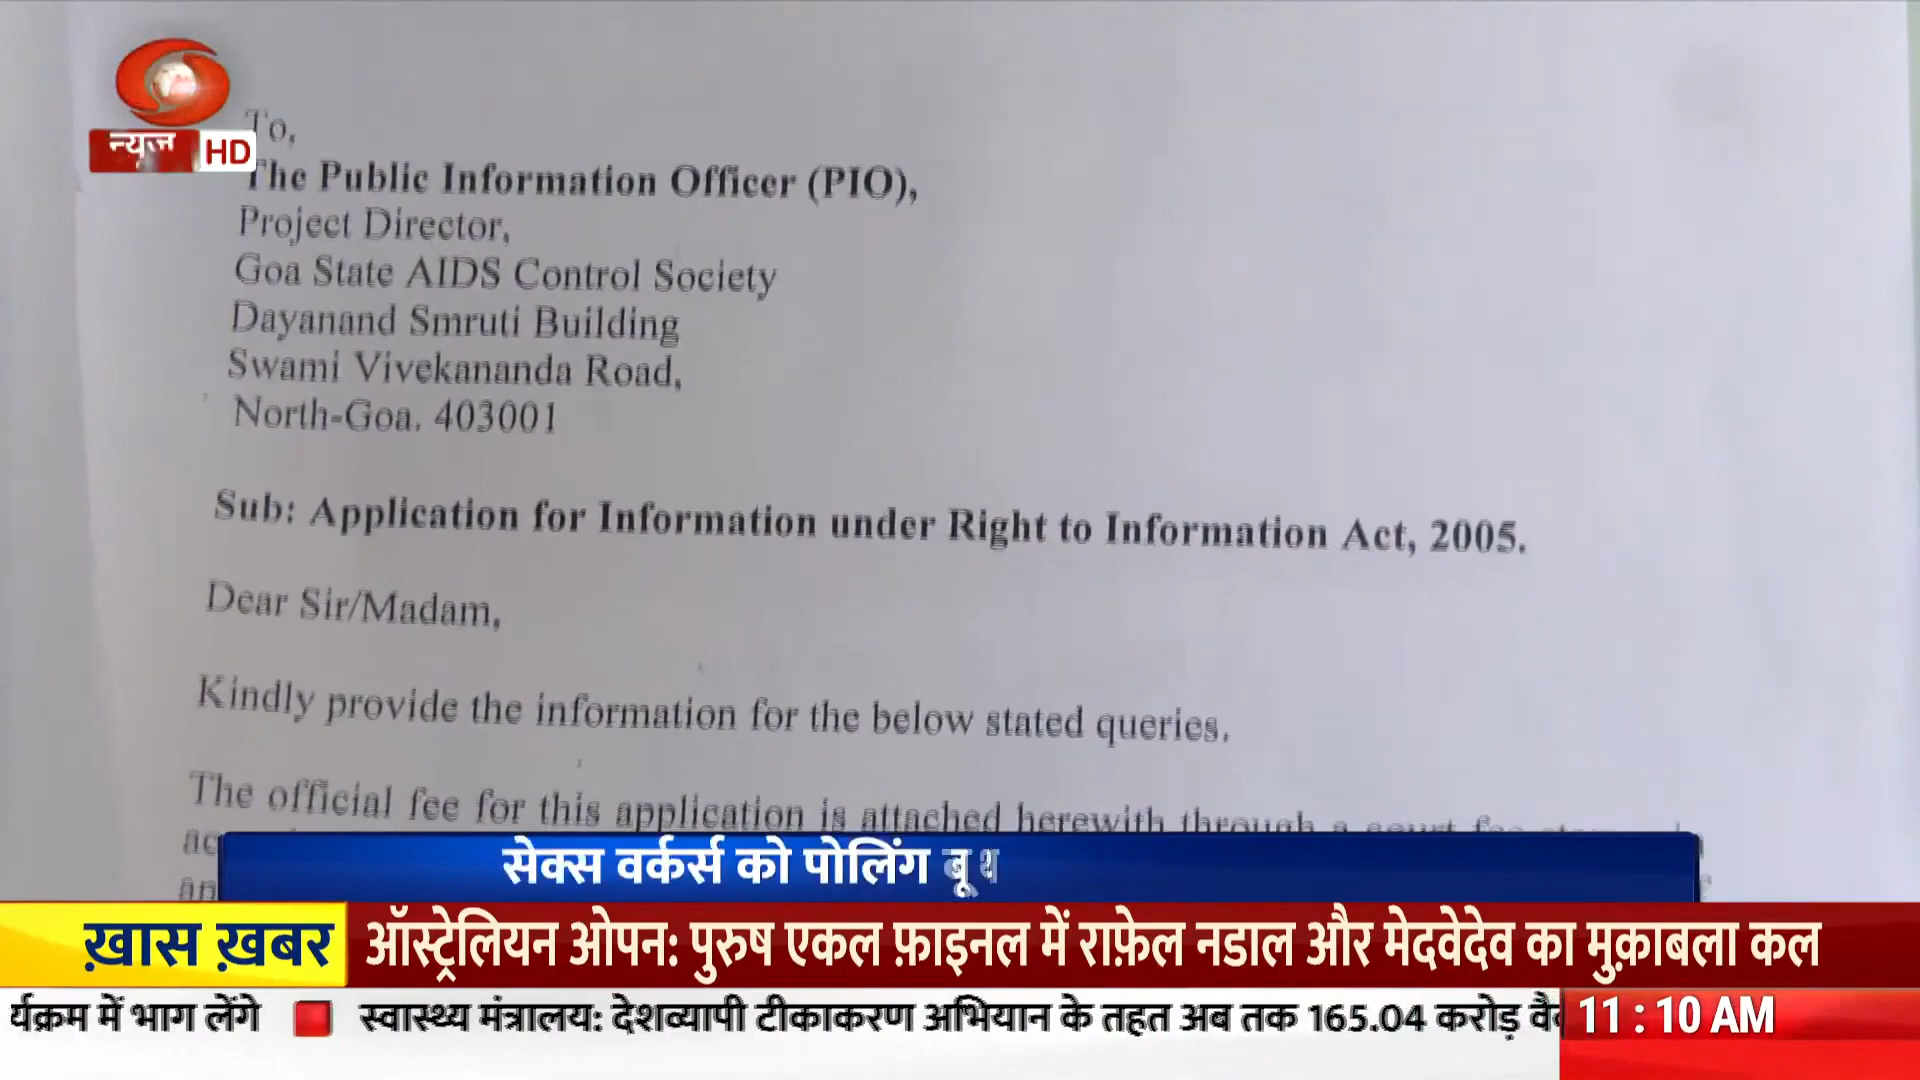 न्यूज़ HD
To,
The Public Information Officer (PIO),
Project Director,
Goa State AIDS Control Society
Dayanand Smruti Building
Swami Vivekananda Road,
North-Goa. 403001
Sub: Application for Information under Right to Information Act, 2005.
Dear Sir/Madam,
Kindly provide the information for the below stated queries.
The official fee for this application is attached herewith through a court fee
सेक्स वर्कर्स को पोलिंग
ख़ास ख़बर
ऑस्ट्रेलियन ओपन: पुरुष एकल फ़ाइनल में राफ़ेल नडाल और मेदवेदेव का मुक़ाबला कल
र्यक्रम में भाग लेंगे
स्वास्थ्य मंत्रालय: देशव्यापी टीकाकरण अभियान के तहत अब तक 165.04 करोड़
11 : 10 AM